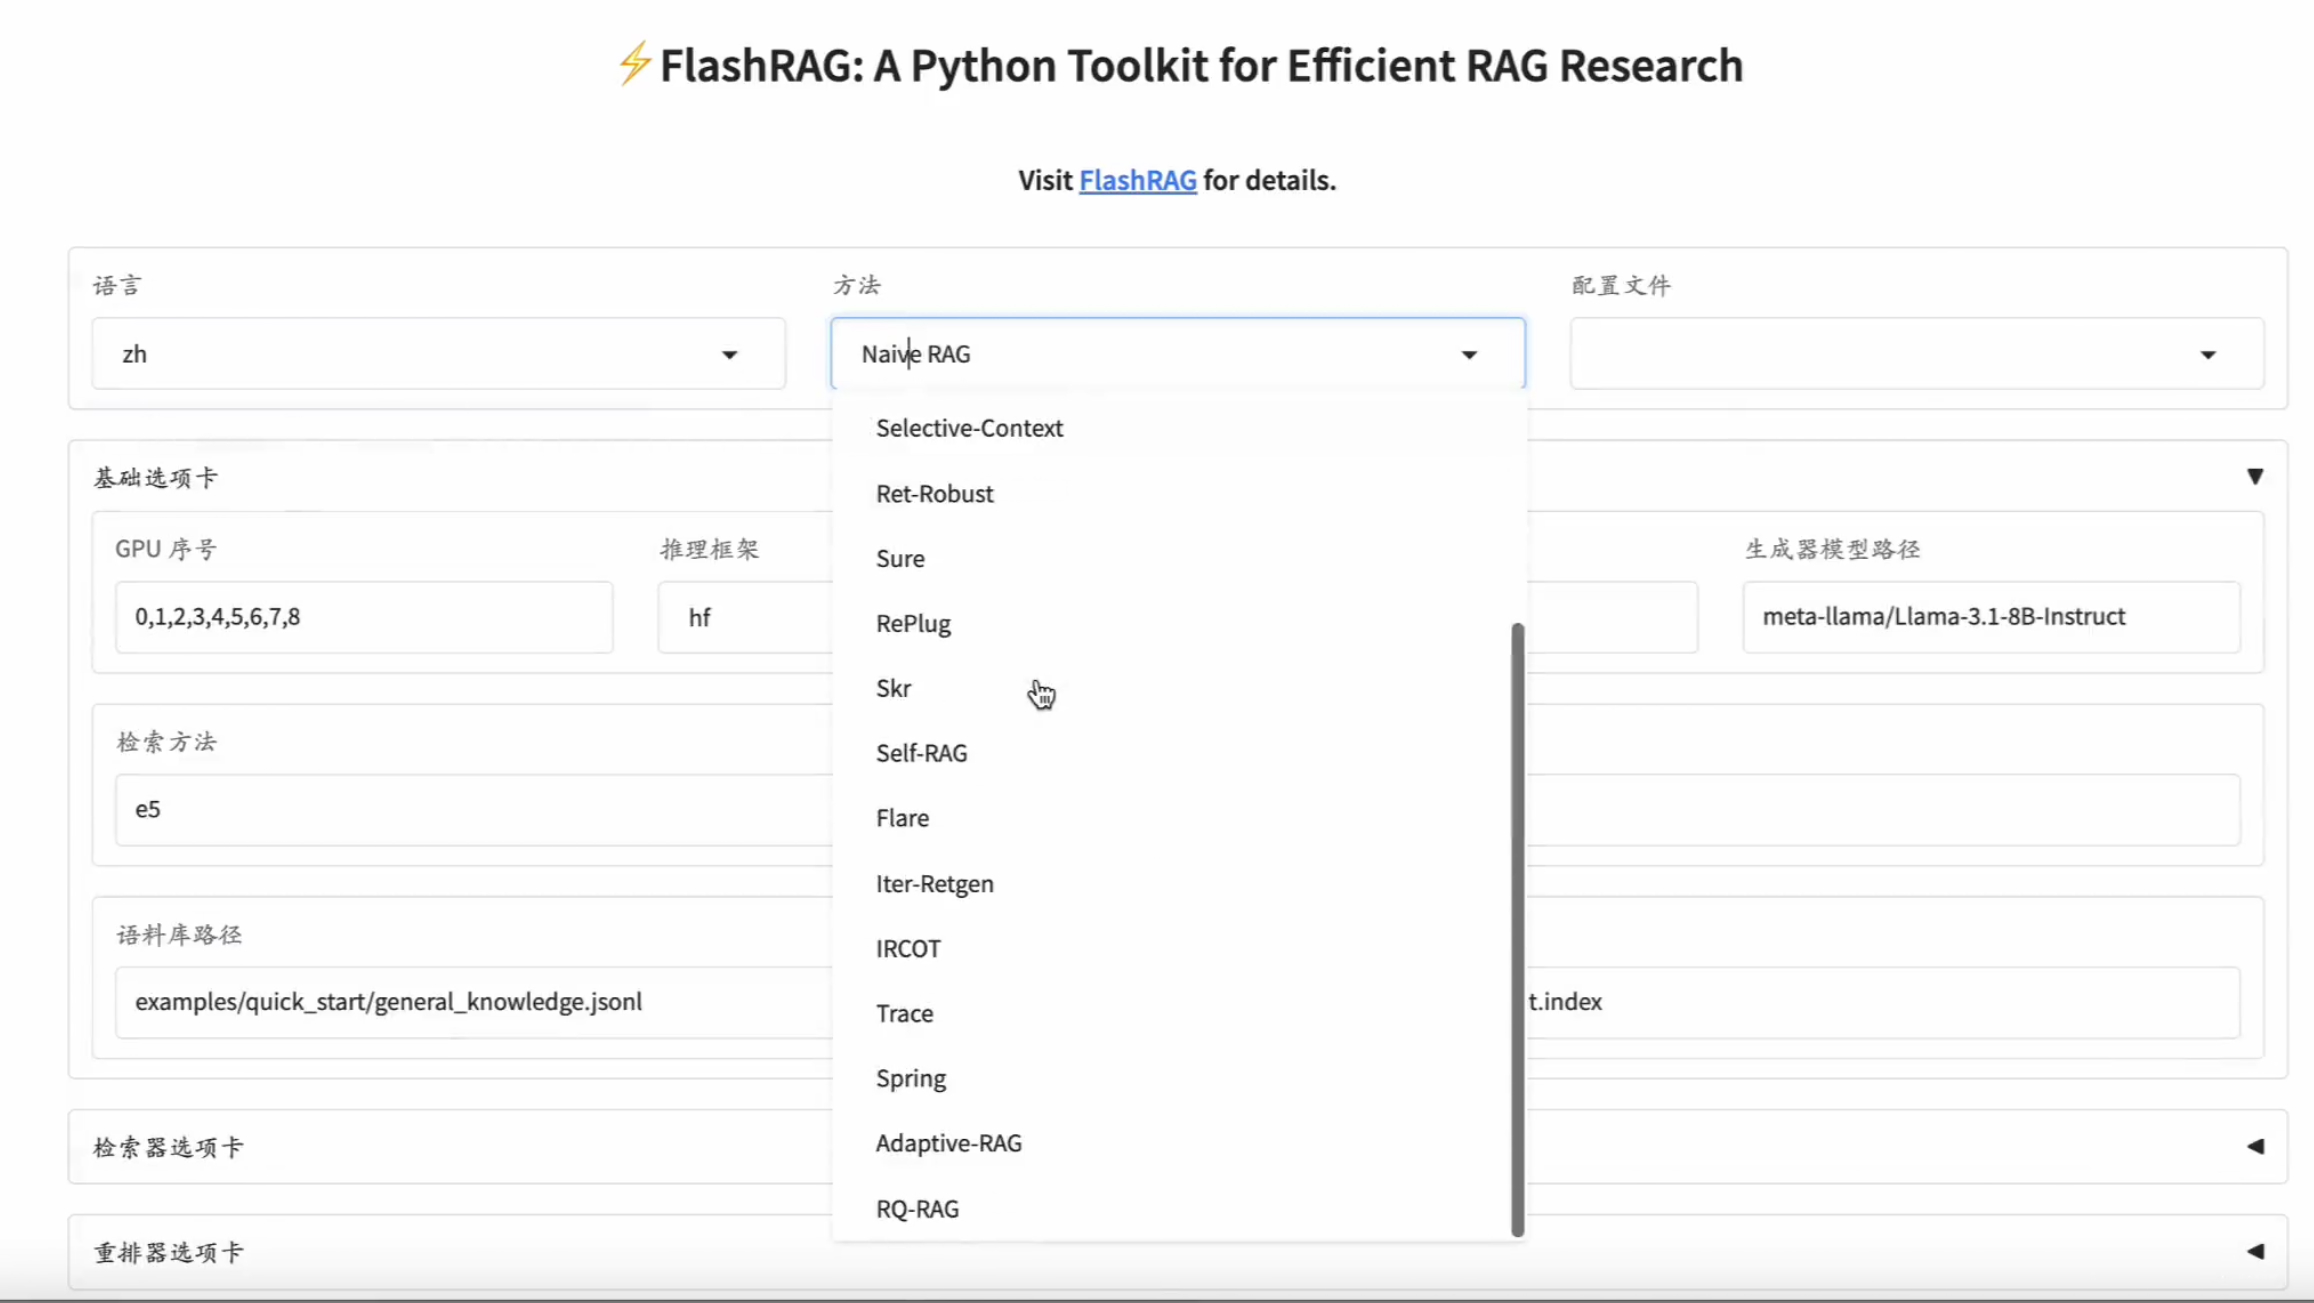 ⚡FlashRAG: A Python Toolkit for Efficient RAG Research
Visit FlashRAG for details.
语言
zh
方法
Naive RAG
配置文件
Selective-Context
Ret-Robust
Sure
RePlug
Skr
Self-RAG
Flare
Iter-Retgen
IRCOT
Trace
Spring
Adaptive-RAG
RQ-RAG
基础选项卡
GPU 序号
0,1,2,3,4,5,6,7,8
推理框架
hf
生成器模型路径
meta-llama/Llama-3.1-8B-Instruct
检索方法
e5
语料库路径
examples/quick_start/general_knowledge.jsonl
t.index
检索器选项卡
重排器选项卡